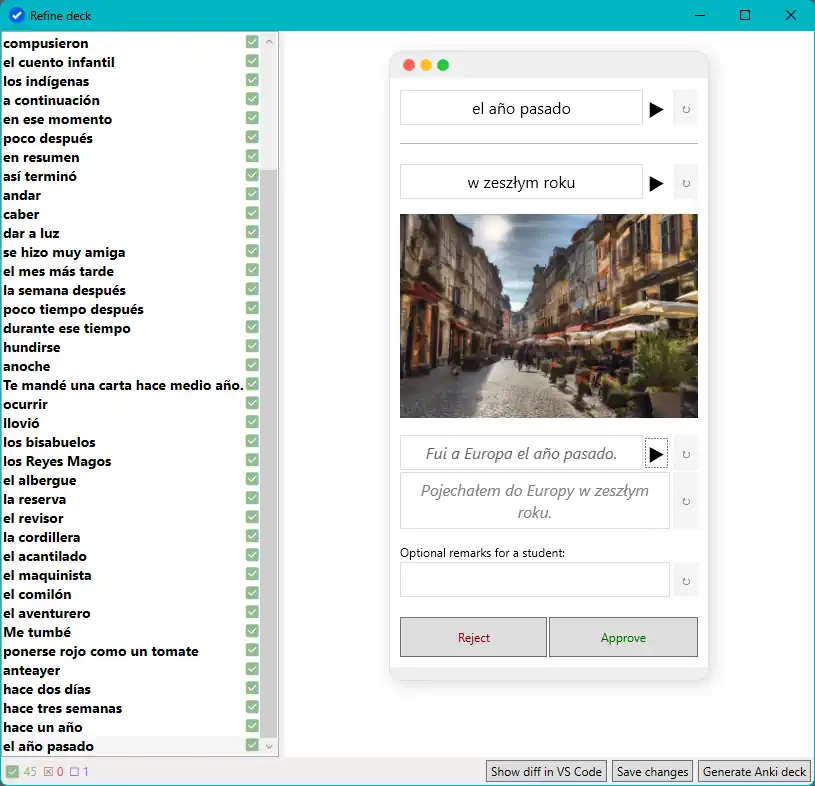 Refine deck
compusieron
el cuento infantil
los indígenas
a continuación
en ese momento
poco después
en resumen
así terminó
andar
caber
dar a luz
se hizo muy amiga
el mes más tarde
la semana después
poco tiempo después
durante ese tiempo
hundirse
anoche
Te mandé una carta hace medio año.
ocurrir
llovió
los bisabuelos
los Reyes Magos
el albergue
la reserva
el revisor
la cordillera
el acantilado
el maquinista
el comilón
el aventurero
Me tumbé
ponerse rojo como un tomate
anteayer
hace dos días
hace tres semanas
hace un año
el año pasado
45 0 1
el año pasado
w zeszłym roku
Fui a Europa el año pasado.
Pojechałem do Europy w zeszłym
roku.
Optional remarks for a student:
Reject Approve
Show diff in VS Code Save changes Generate Anki deck